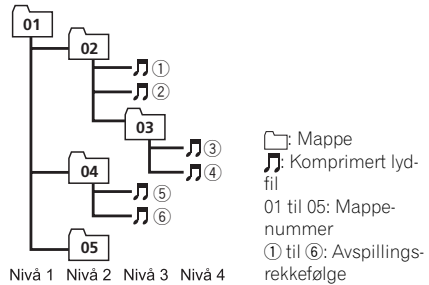 01
02
①
②
03
③
④
04
⑤
⑥
05
Nivå 1 Nivå 2 Nivå 3 Nivå 4
: Mappe
: Komprimert lyd-
fil
01 til 05: Mappe-
nummer
① til ⑥: Avspillings-
rekkefølge